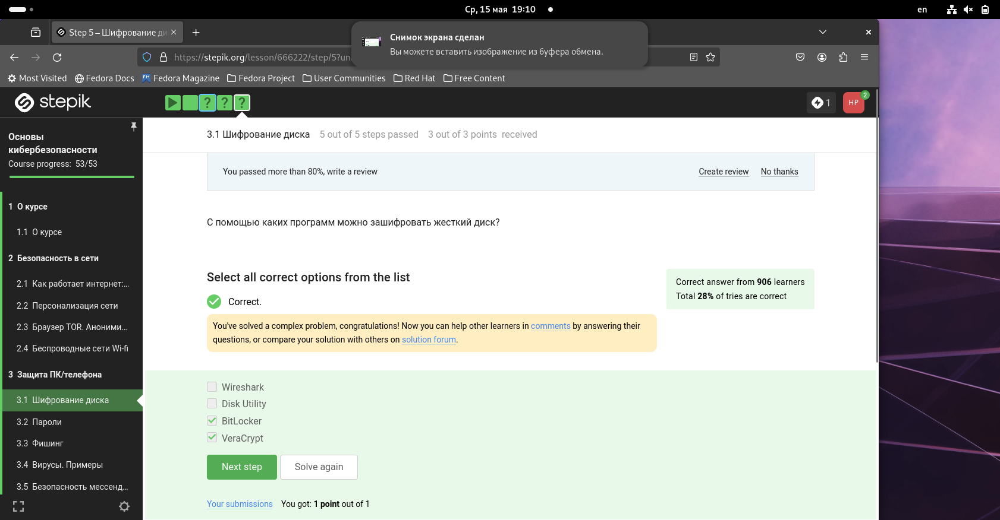 Ср, 15 мая 19:10
en
Step 5 – Шифрование ди
Снимок экрана сделан
Вы можете вставить изображение из буфера обмена.
https://stepik.org/lesson/666222/step/5?un
Most Visited
Fedora Docs
Fedora Magazine
Fedora Project
User Communities
Red Hat
Free Content
stepik
1
HP
2
Основы
кибербезопасности
Course progress: 53/53
1 О курсе
1.1 О курсе
2 Безопасность в сети
2.1 Как работает интернет:...
2.2 Персонализация сети
2.3 Браузер TOR. Аноними...
2.4 Беспроводные сети Wi-fi
3 Защита ПК/телефона
3.1 Шифрование диска
3.2 Пароли
3.3 Фишинг
3.4 Вирусы. Примеры
3.5 Безопасность мессенд...
3.1 Шифрование диска 5 out of 5 steps passed 3 out of 3 points received
You passed more than 80%, write a review
Create review
No thanks
С помощью каких программ можно зашифровать жесткий диск?
Select all correct options from the list
Correct.
You've solved a complex problem, congratulations! Now you can help other learners in comments by answering their
questions, or compare your solution with others on solution forum.
Correct answer from 906 learners
Total 28% of tries are correct
Wireshark
Disk Utility
BitLocker
VeraCrypt
Next step
Solve again
Your submissions You got: 1 point out of 1